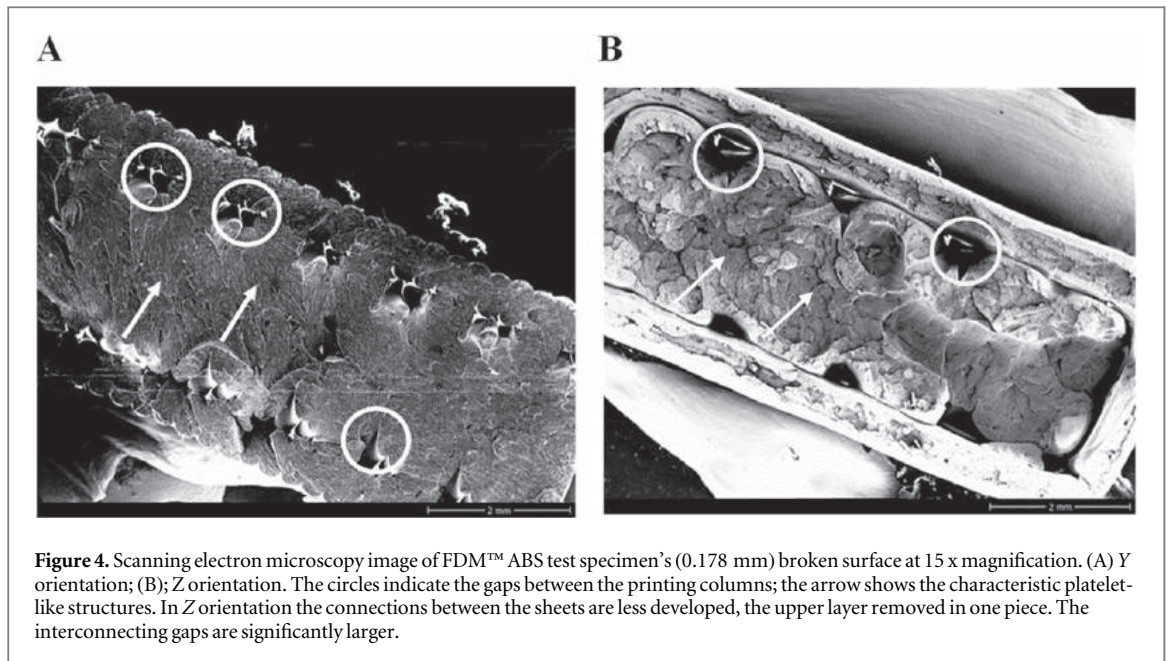 A
B
2 mm
2 mm
Figure 4. Scanning electron microscopy image of FDM™ ABS test specimen's (0.178 mm) broken surface at 15 x magnification. (A) Y
orientation; (B); Z orientation. The circles indicate the gaps between the printing columns; the arrow shows the characteristic platelet-
like structures. In Z orientation the connections between the sheets are less developed, the upper layer removed in one piece. The
interconnecting gaps are significantly larger.